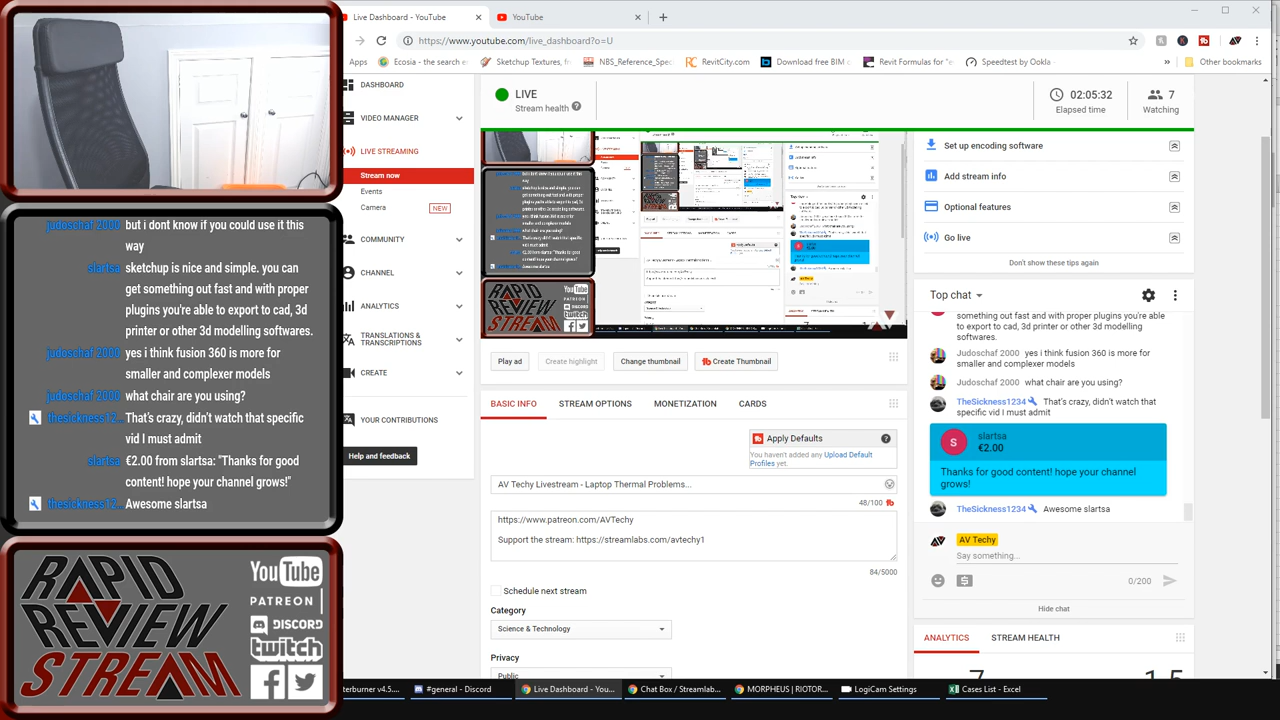 Live Dashboard - YouTube
YouTube
https://www.youtube.com/live_dashboard?o=U
Apps
Ecosia - the search e
Sketchup Textures, fr
NBS_Reference_Spec
RevitCity.com
Download free BIM c
Revit Formulas for "e
Speedtest by Ookla -
»
Other bookmarks
DASHBOARD
VIDEO MANAGER
LIVE STREAMING
Stream now
Events
Camera
NEW
COMMUNITY
CHANNEL
ANALYTICS
TRANSLATIONS &
TRANSCRIPTIONS
CREATE
YOUR CONTRIBUTIONS
Help and feedback
LIVE
Stream health
02:05:32
Elapsed time
7
Watching
Play ad
Create highlight
Change thumbnail
Create Thumbnail
BASIC INFO
STREAM OPTIONS
MONETIZATION
CARDS
Apply Defaults
You haven't added any Upload Default
Profiles yet.
AV Techy Livestream - Laptop Thermal Problems...
48/100
https://www.patreon.com/AVTechy
Support the stream: https://streamlabs.com/avtechy1
84/5000
Schedule next stream
Category
Science & Technology
Privacy
Public
Set up encoding software
Add stream info
Optional features
Go live
Don't show these tips again
Top chat
something out fast and with proper
plugins you're able to export to cad, 3d
printer or other 3d modelling
softwares.
Judoschaf 2000 yes i think fusion 360 is more for
smaller and complexer models
Judoschaf 2000 what chair are you using?
TheSickness1234 That's crazy, didn't watch that
specific vid I must admit
S
slartsa
€2.00
Thanks for good content! hope your channel
grows!
TheSickness1234 Awesome slartsa
AV Techy
Say something...
0/200
Hide chat
ANALYTICS
STREAM HEALTH
judoschaf 2000 but i dont know if you could use it this
way
slartsa sketchup is nice and simple. you can
get something out fast and with proper
plugins you're able to export to cad, 3d
printer or other 3d modelling softwares.
judoschaf 2000 yes i think fusion 360 is more for
smaller and complexer models
judoschaf 2000 what chair are you using?
thesickness12... That's crazy, didn't watch that specific
vid I must admit
slartsa €2.00 from slartsa: "Thanks for good
content! hope your channel grows!"
thesickness12... Awesome slartsa
RAPID
REVIEW
STREAM
YouTube
PATREON
DISCORD
twitch
terburner v4.5....
#general - Discord
Live Dashboard - You...
Chat Box / Streamlab...
MORPHEUS | RIOTOR...
LogiCam Settings
Cases List - Excel